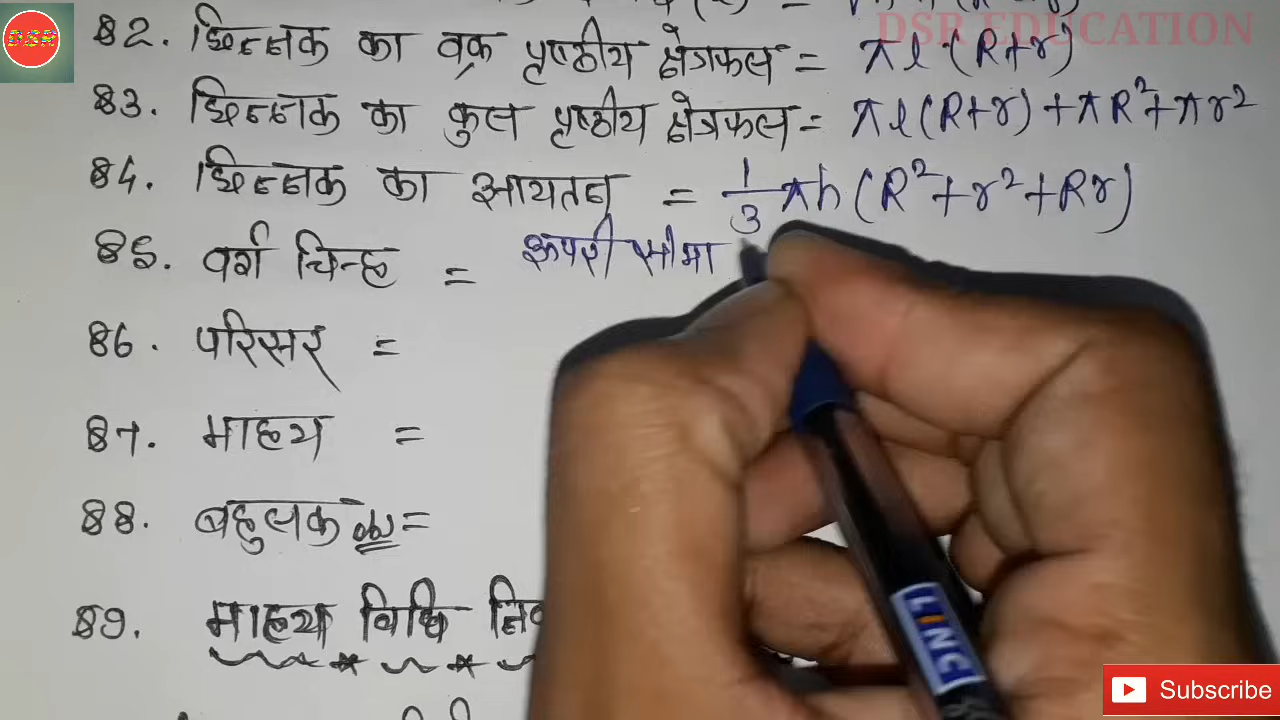 DSR EDUCATION
DSR
82. छिन्नक का वक्र पृष्ठीय क्षेत्रफल = πl(R+r)
83. छिन्नक का कुल पृष्ठीय क्षेत्रफल = πl(R+r)+πR²+πr²
84. छिन्नक का आयतन = 1/3 πh(R²+r²+Rr)
85. वर्ग चिन्ह = ऊपरी सीमा
86. परिसर =
87. माध्य =
88. बहुलक =
89. माध्य विधि
LINC
Subscribe